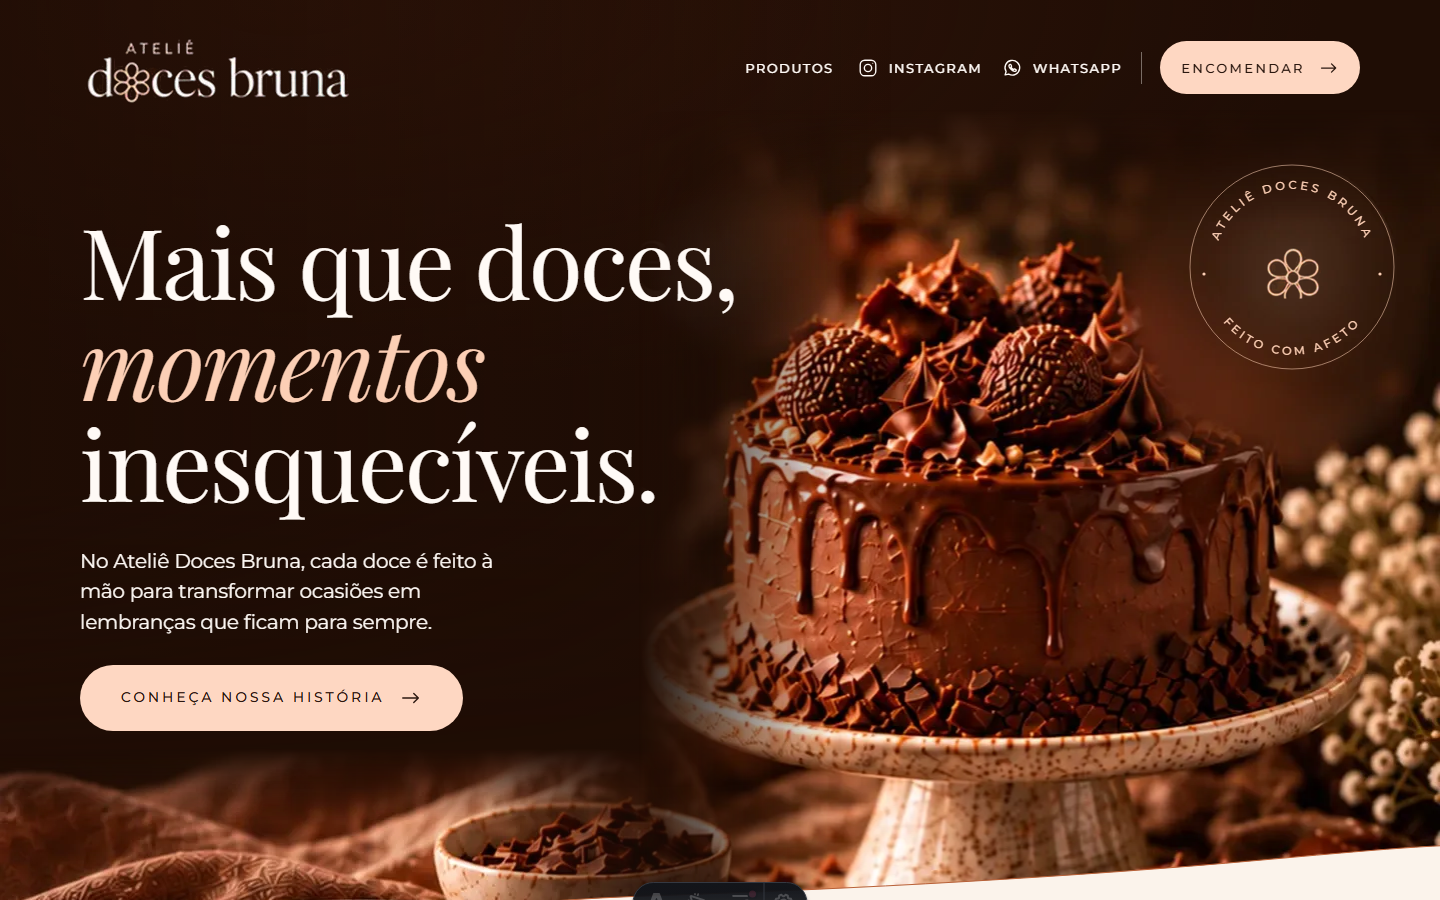 ATELIÊ
doces bruna
PRODUTOS
INSTAGRAM
WHATSAPP
ENCOMENDAR
Mais que doces,
momentos
inesquecíveis.
ATELIÊ DOCES BRUNA
FEITO COM AFETO
No Ateliê Doces Bruna, cada doce é feito à
mão para transformar ocasiões em
lembranças que ficam para sempre.
CONHEÇA NOSSA HISTÓRIA